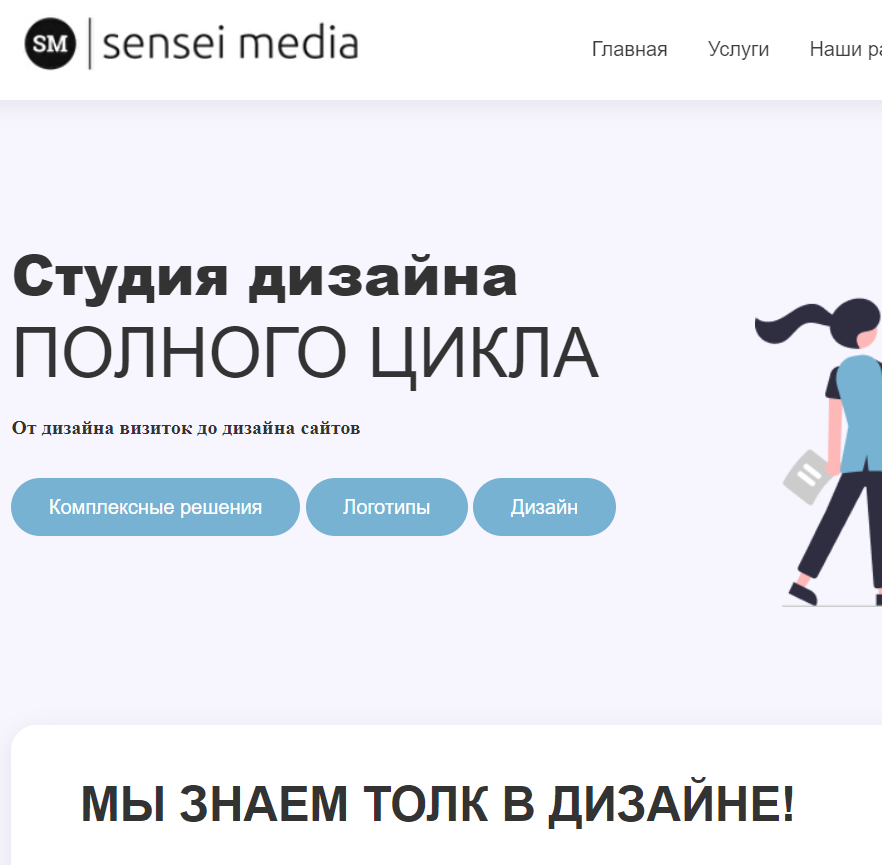 SM | sensei media
Главная Услуги Наши
Студия дизайна
ПОЛНОГО ЦИКЛА
От дизайна визиток до дизайна сайтов
Комплексные решения Логотипы Дизайн
МЫ ЗНАЕМ ТОЛК В ДИЗАЙНЕ!